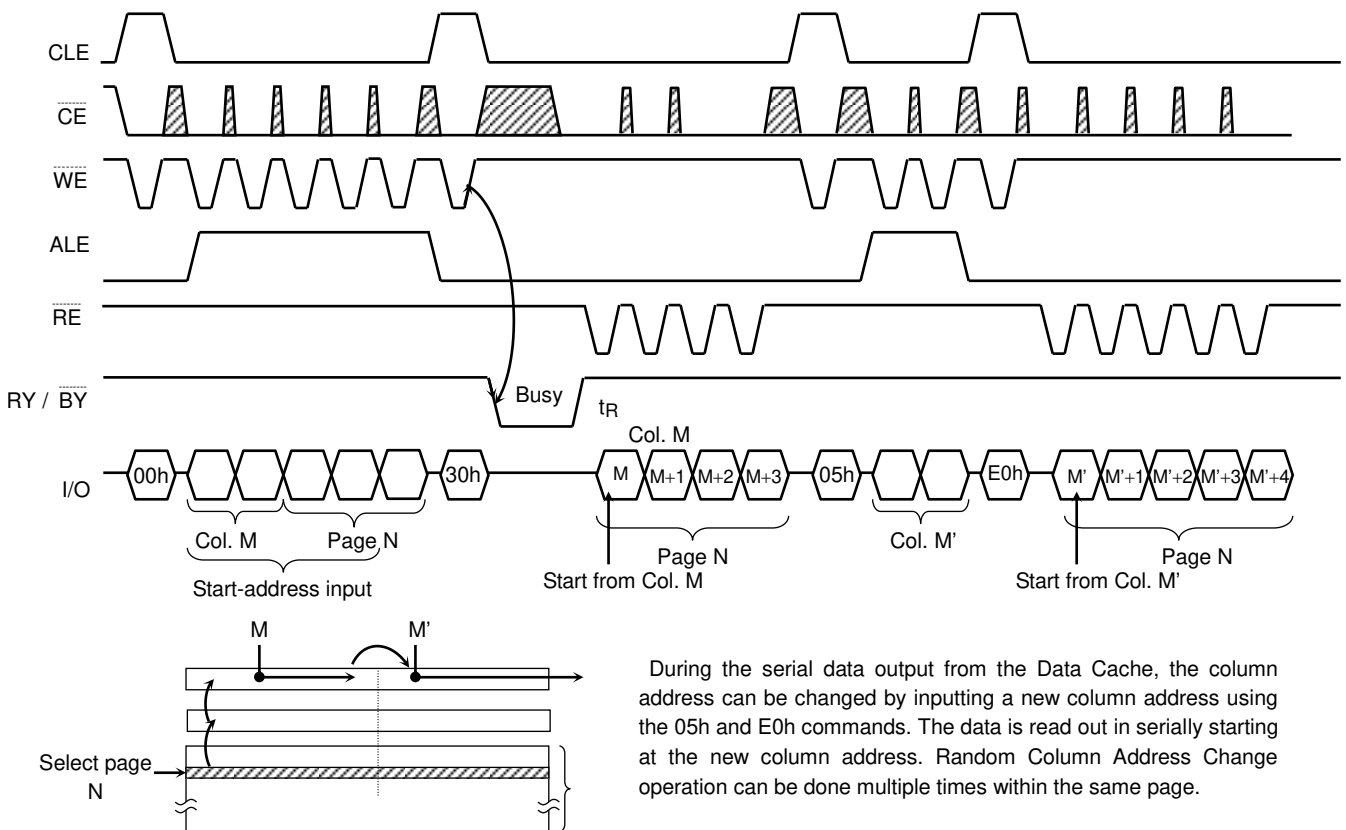 CLE
CE
WE
ALE
RE
RY / BY
Busy
tR
Col. M
I/O
00h
30h
M
M+1
M+2
M+3
05h
E0h
M'
M'+1
M'+2
M'+3
M'+4
Col. M
Page N
Start-address input
Page N
Start from Col. M
Col. M'
Page N
Start from Col. M'
M
M'
Select page
N
During the serial data output from the Data Cache, the column
address can be changed by inputting a new column address using
the 05h and E0h commands. The data is read out in serially starting
at the new column address. Random Column Address Change
operation can be done multiple times within the same page.